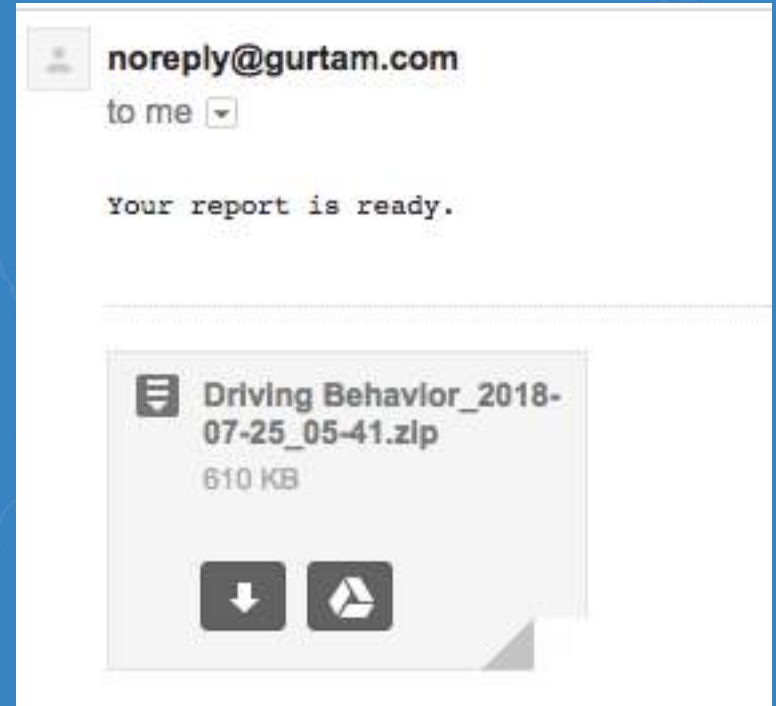 noreply@gurtam.com
to me
Your report is ready.
Driving Behavior_2018-
07-25_05-41.zip
610 KB